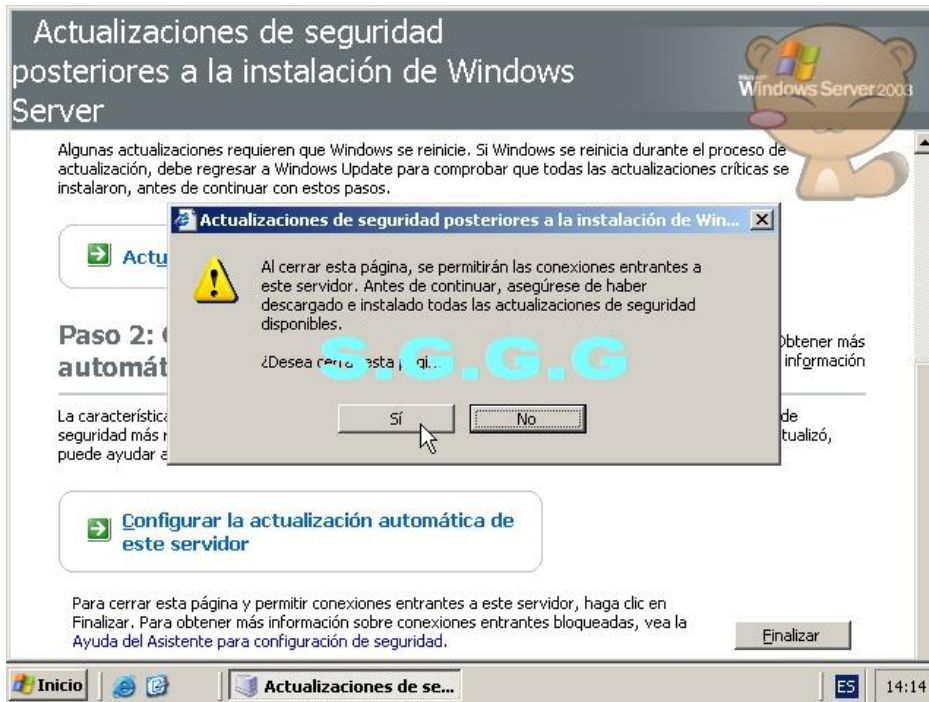 Actualizaciones de seguridad
posteriores a la instalación de Windows
Server
Microsoft
Windows Server 2003
Algunas actualizaciones requieren que Windows se reinicie. Si Windows se reinicia durante el proceso de
actualización, debe regresar a Windows Update para comprobar que todas las actualizaciones críticas se
instalaron, antes de continuar con estos pasos.
Actualizaciones de seguridad posteriores a la instalación de Win...
Al cerrar esta página, se permitirán las conexiones entrantes a
este servidor. Antes de continuar, asegúrese de haber
descargado e instalado todas las actualizaciones de seguridad
disponibles.
¿Desea cerrar esta
S.G.G.G
Sí
No
Paso 2:
Obtener más
información
La
seguridad más
de
puede ayudar a
Configurar la actualización automática de
este servidor
Para cerrar esta página y permitir conexiones entrantes a este servidor, haga clic en
Finalizar. Para obtener más información sobre conexiones entrantes bloqueadas, vea la
Ayuda del Asistente para configuración de seguridad.
Finalizar
Inicio
Actualizaciones de se...
ES
14:14